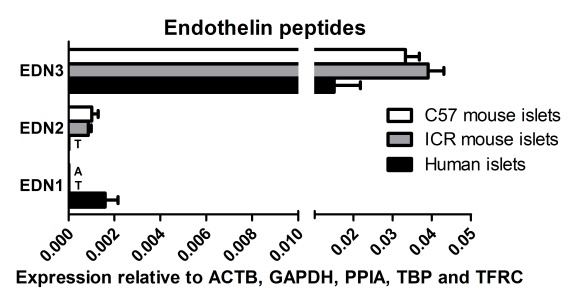 Endothelin peptides
EDN3
EDN2
T
A
EDN1
T
C57 mouse islets
ICR mouse islets
Human islets
0.000
0.002
0.004
0.006
0.008
0.010
0.02
0.03
0.04
0.05
Expression relative to ACTB, GAPDH, PPIA, TBP and TFRC